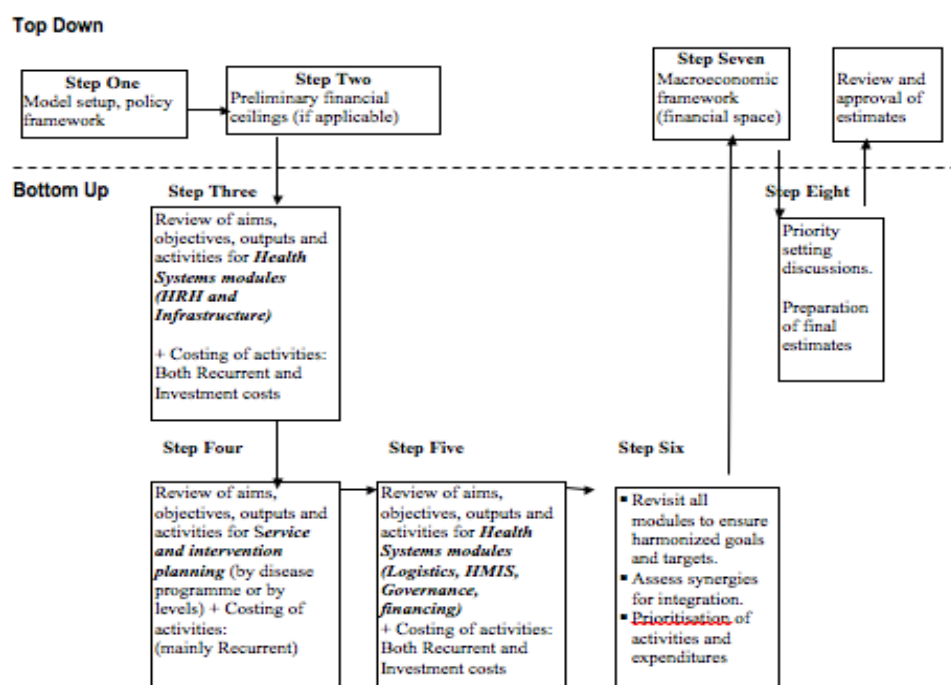 Top Down
Step One
Model setup, policy
framework
Step Two
Preliminary financial
ceilings (if applicable)
Step Seven
Macroeconomic
framework
(financial space)
Review and
approval of
estimates
Bottom Up
Step Three
Review of aims,
objectives, outputs and
activities for Health
Systems modules
(HRH and
Infrastructure)
+ Costing of activities:
Both Recurrent and
Investment costs
Step Eight
Priority
setting
discussions.
Preparation
of final
estimates
Step Four
Review of aims,
objectives, outputs and
activities for Service
and intervention
planning (by disease
programme or by
levels) + Costing of
activities:
(mainly Recurrent)
Step Five
Review of aims,
objectives, outputs and
activities for Health
Systems modules
(Logistics, HMIS,
Governance,
financing)
+ Costing of activities:
Both Recurrent and
Investment costs
Step Six
▪ Revisit all
modules to ensure
harmonized goals
and targets.
▪ Assess synergies
for integration.
▪ Prioritisation of
activities and
expenditures